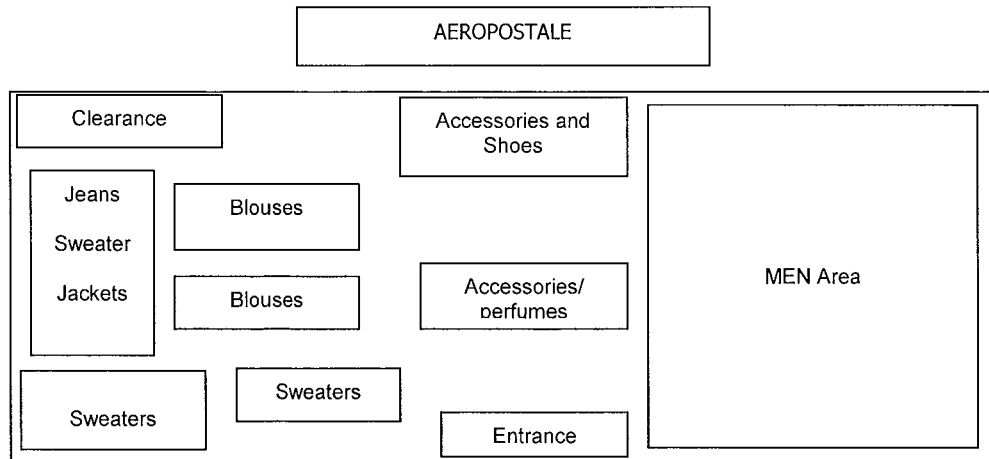 AEROPOSTALE
Clearance
Accessories and
Shoes
Jeans
Sweater
Jackets
Blouses
Blouses
Accessories/
perfumes
MEN Area
Sweaters
Sweaters
Entrance